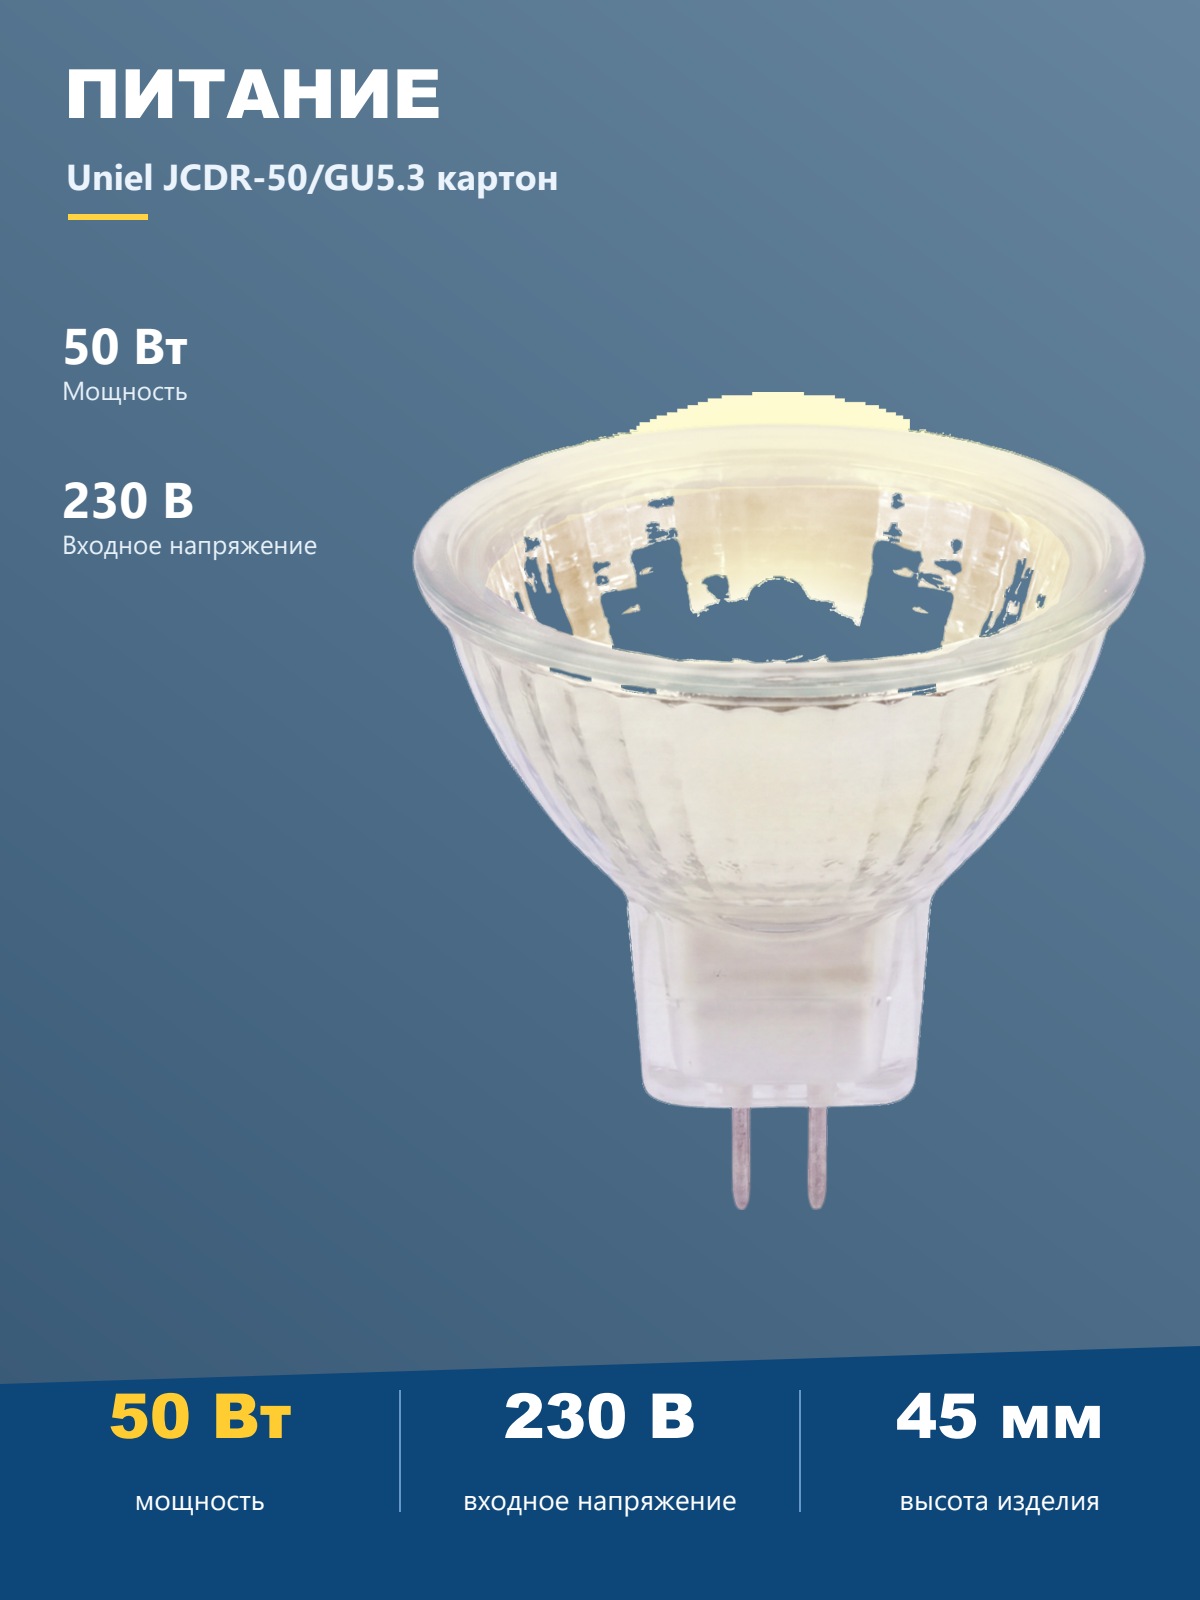 ПИТАНИЕ
Uniel JCDR-50/GU5.3 картон
50 Вт
Мощность
230 В
Входное напряжение
50 Вт
мощность
230 В
входное напряжение
45 мм
высота изделия